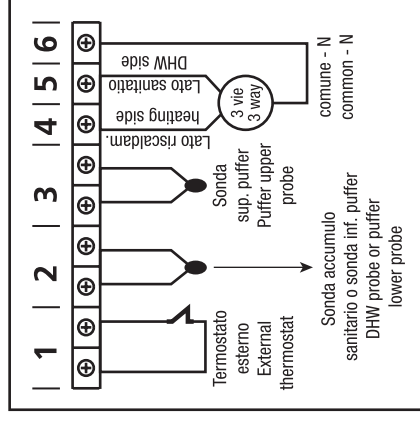 1 2 3 4 5 6
Termostato
esterno
External
thermostat
Sonda accumulo
sanitario o sonda inf. puffer
DHW probe or puffer
lower probe
Sonda
sup. puffer
Puffer upper
probe
Lato riscaldam.
heating side
Lato sanitatio
DHW side
3 vie
3 way
comune - N
common - N